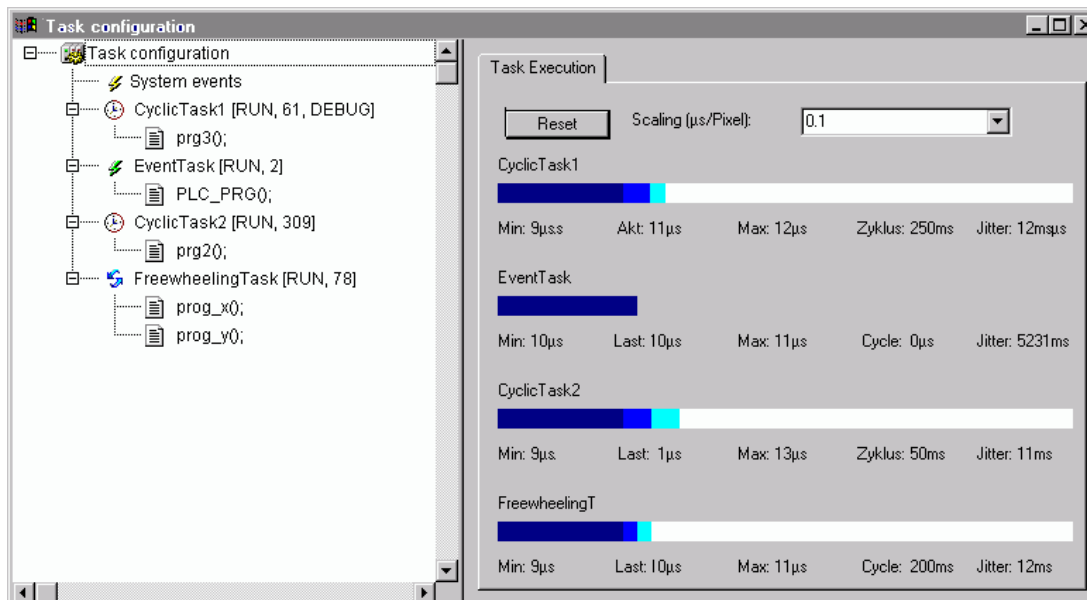 Task configuration
Task configuration
System events
CyclicTask1 [RUN, 61, DEBUG]
prg3();
EventTask [RUN, 2]
PLC_PRG();
CyclicTask2 [RUN, 309]
prg2();
FreewheelingTask [RUN, 78]
prog_x();
prog_y();
Task Execution
Reset Scaling (µs/Pixel): 0.1
CyclicTask1
Min: 9µs.s Akt: 11µs Max: 12µs Zyklus: 250ms Jitter: 12msµs
EventTask
Min: 10µs Last: 10µs Max: 11µs Cycle: 0µs Jitter: 5231ms
CyclicTask2
Min: 9µs. Last: 1µs Max: 13µs Zyklus: 50ms Jitter: 11ms
FreewheelingT
Min: 9µs Last: l0µs Max: 11µs Cycle: 200ms Jitter: 12ms